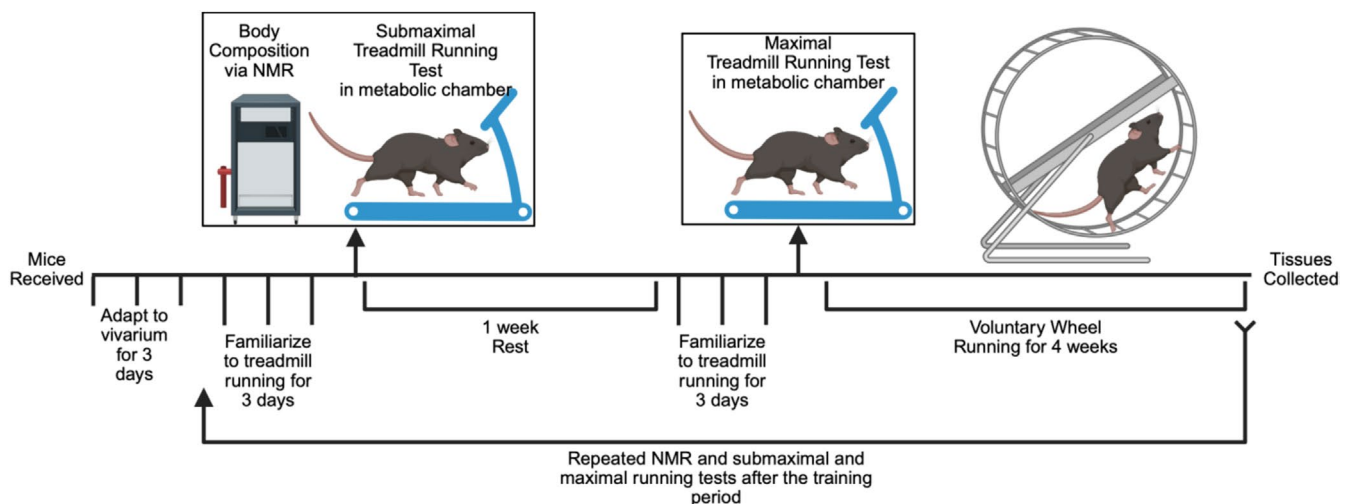 Body
Composition
via NMR
Submaximal
Treadmill Running
Test
in metabolic chamber
Maximal
Treadmill Running Test
in metabolic chamber
Mice
Received
Tissues
Collected
Adapt to
vivarium
for 3
days
Familiarize
to treadmill
running for
3 days
1 week
Rest
Familiarize
to treadmill
running for
3 days
Voluntary Wheel
Running for 4 weeks
Repeated NMR and submaximal and
maximal running tests after the training
period